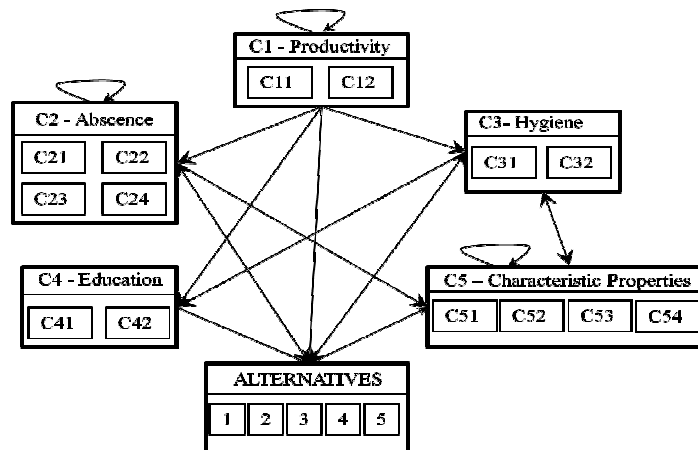 C1 - Productivity
C11 C12
C2 - Abscence
C21 C22
C23 C24
C3- Hygiene
C31 C32
C4 - Education
C41 C42
C5 – Characteristic Properties
C51 C52 C53 C54
ALTERNATIVES
1 2 3 4 5